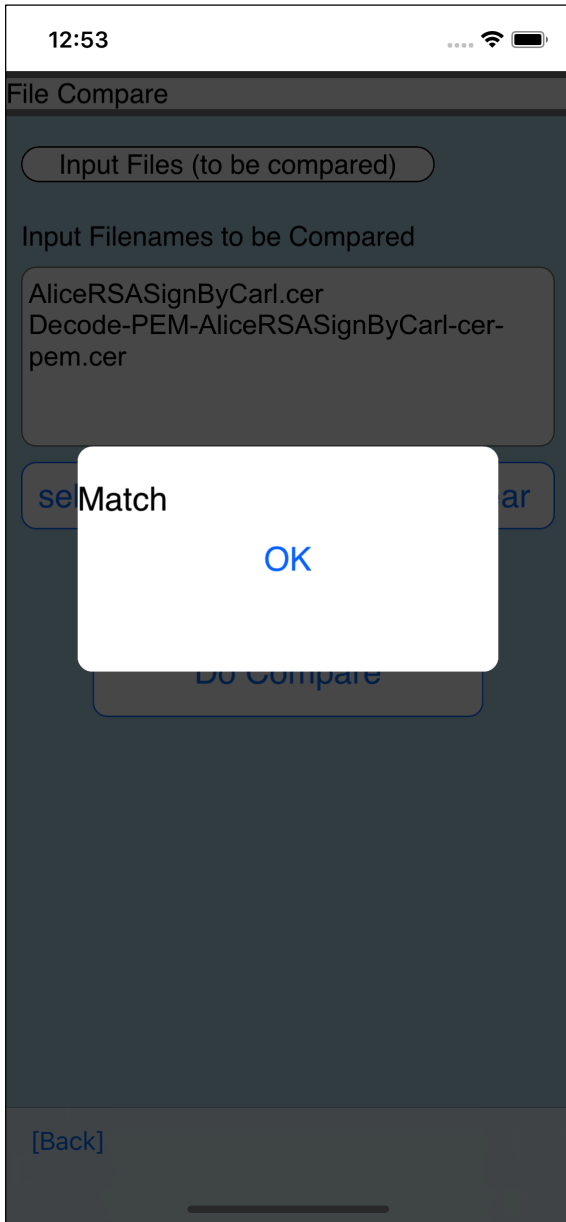 12:53
File Compare
Input Files (to be compared)
Input Filenames to be Compared
AliceRSASignByCarl.cer
Decode-PEM-AliceRSASignByCarl-cer-
pem.cer
Match
OK
Do Compare
[Back]